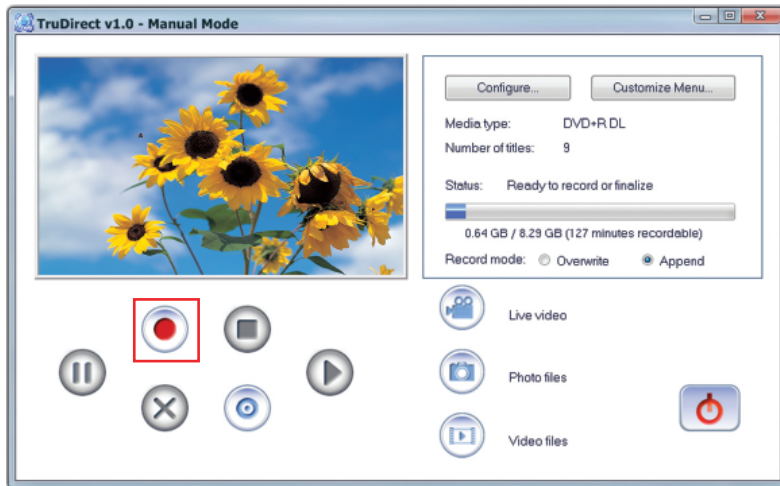 TruDirect v1.0 - Manual Mode
Configure...
Customize Menu...
Media type: DVD+R DL
Number of titles: 9
Status: Ready to record or finalize
0.64 GB / 8.29 GB (127 minutes recordable)
Record mode: Overwrite Append
Live video
Photo files
Video files